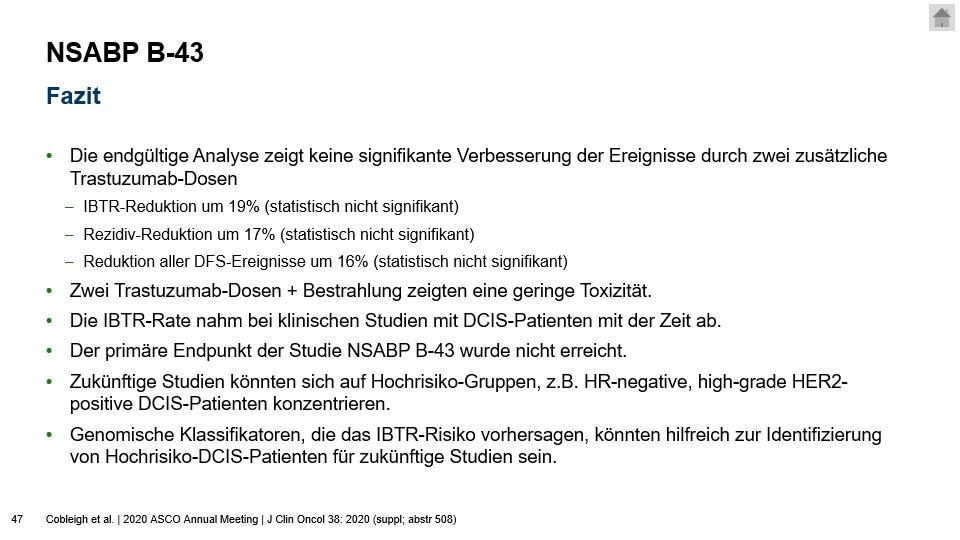 NSABP B-43
Fazit
• Die endgültige Analyse zeigt keine signifikante Verbesserung der Ereignisse durch zwei zusätzliche
Trastuzumab-Dosen
– IBTR-Reduktion um 19% (statistisch nicht signifikant)
– Rezidiv-Reduktion um 17% (statistisch nicht signifikant)
– Reduktion aller DFS-Ereignisse um 16% (statistisch nicht signifikant)
• Zwei Trastuzumab-Dosen + Bestrahlung zeigten eine geringe Toxizität.
• Die IBTR-Rate nahm bei klinischen Studien mit DCIS-Patienten mit der Zeit ab.
• Der primäre Endpunkt der Studie NSABP B-43 wurde nicht erreicht.
• Zukünftige Studien könnten sich auf Hochrisiko-Gruppen, z.B. HR-negative, high-grade HER2-
positive DCIS-Patienten konzentrieren.
• Genomische Klassifikatoren, die das IBTR-Risiko vorhersagen, könnten hilfreich zur Identifizierung
von Hochrisiko-DCIS-Patienten für zukünftige Studien sein.
47 Cobleigh et al. | 2020 ASCO Annual Meeting | J Clin Oncol 38: 2020 (suppl; abstr 508)